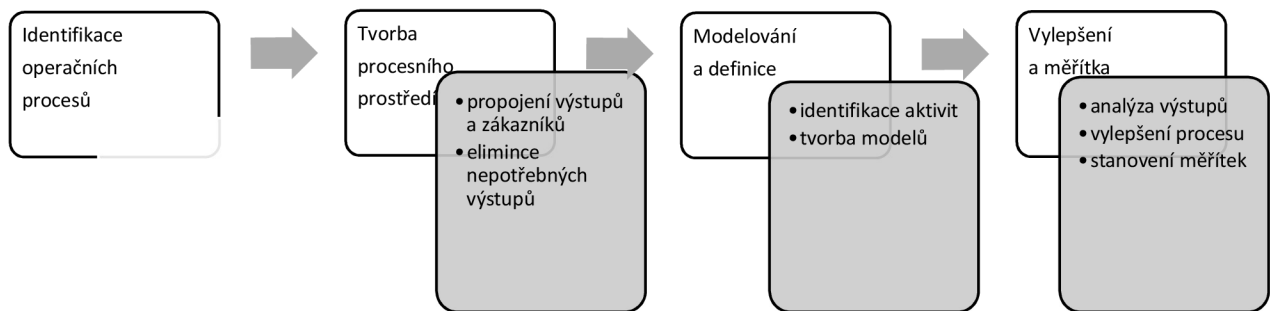 Identifikace
operačních
procesů
Tvorba
procesního
prostředí
• propojení výstupů
a zákazníků
• elimince
nepotřebných
výstupů
Modelování
a definice
• identifikace aktivit
• tvorba modelů
Vylepšení
a měřítka
• analýza výstupů
• vylepšení procesu
• stanovení měřítek